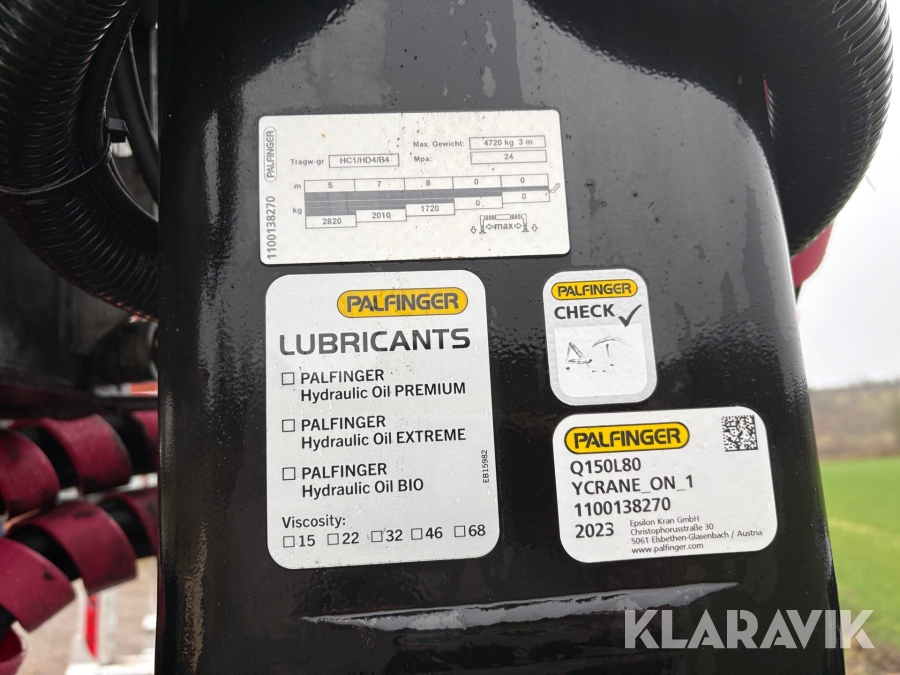 KLARAVIK
PALFINGER
1100138270
Max. Gewicht: 4720 kg 3 m
Tragw-gr HC1/HD4/B4 Mpa: 24
m 5 7 8 0 0
kg 2820 2010 1720 0 0
max
PALFINGER
LUBRICANTS
☐ PALFINGER
Hydraulic Oil PREMIUM
☐ PALFINGER
Hydraulic Oil EXTREME
☐ PALFINGER
Hydraulic Oil BIO
Viscosity:
☐ 15 ☐ 22 ☐ 32 ☐ 46 ☐ 68
EB15982
PALFINGER
CHECK
PALFINGER
Q150L80
YCRANE_ON_1
1100138270
2023
Epsilon Kran GmbH
Christophorusstraße 30
5061 Elsbethen-Glasenbach / Austria
www.palfinger.com
KLARAVIK